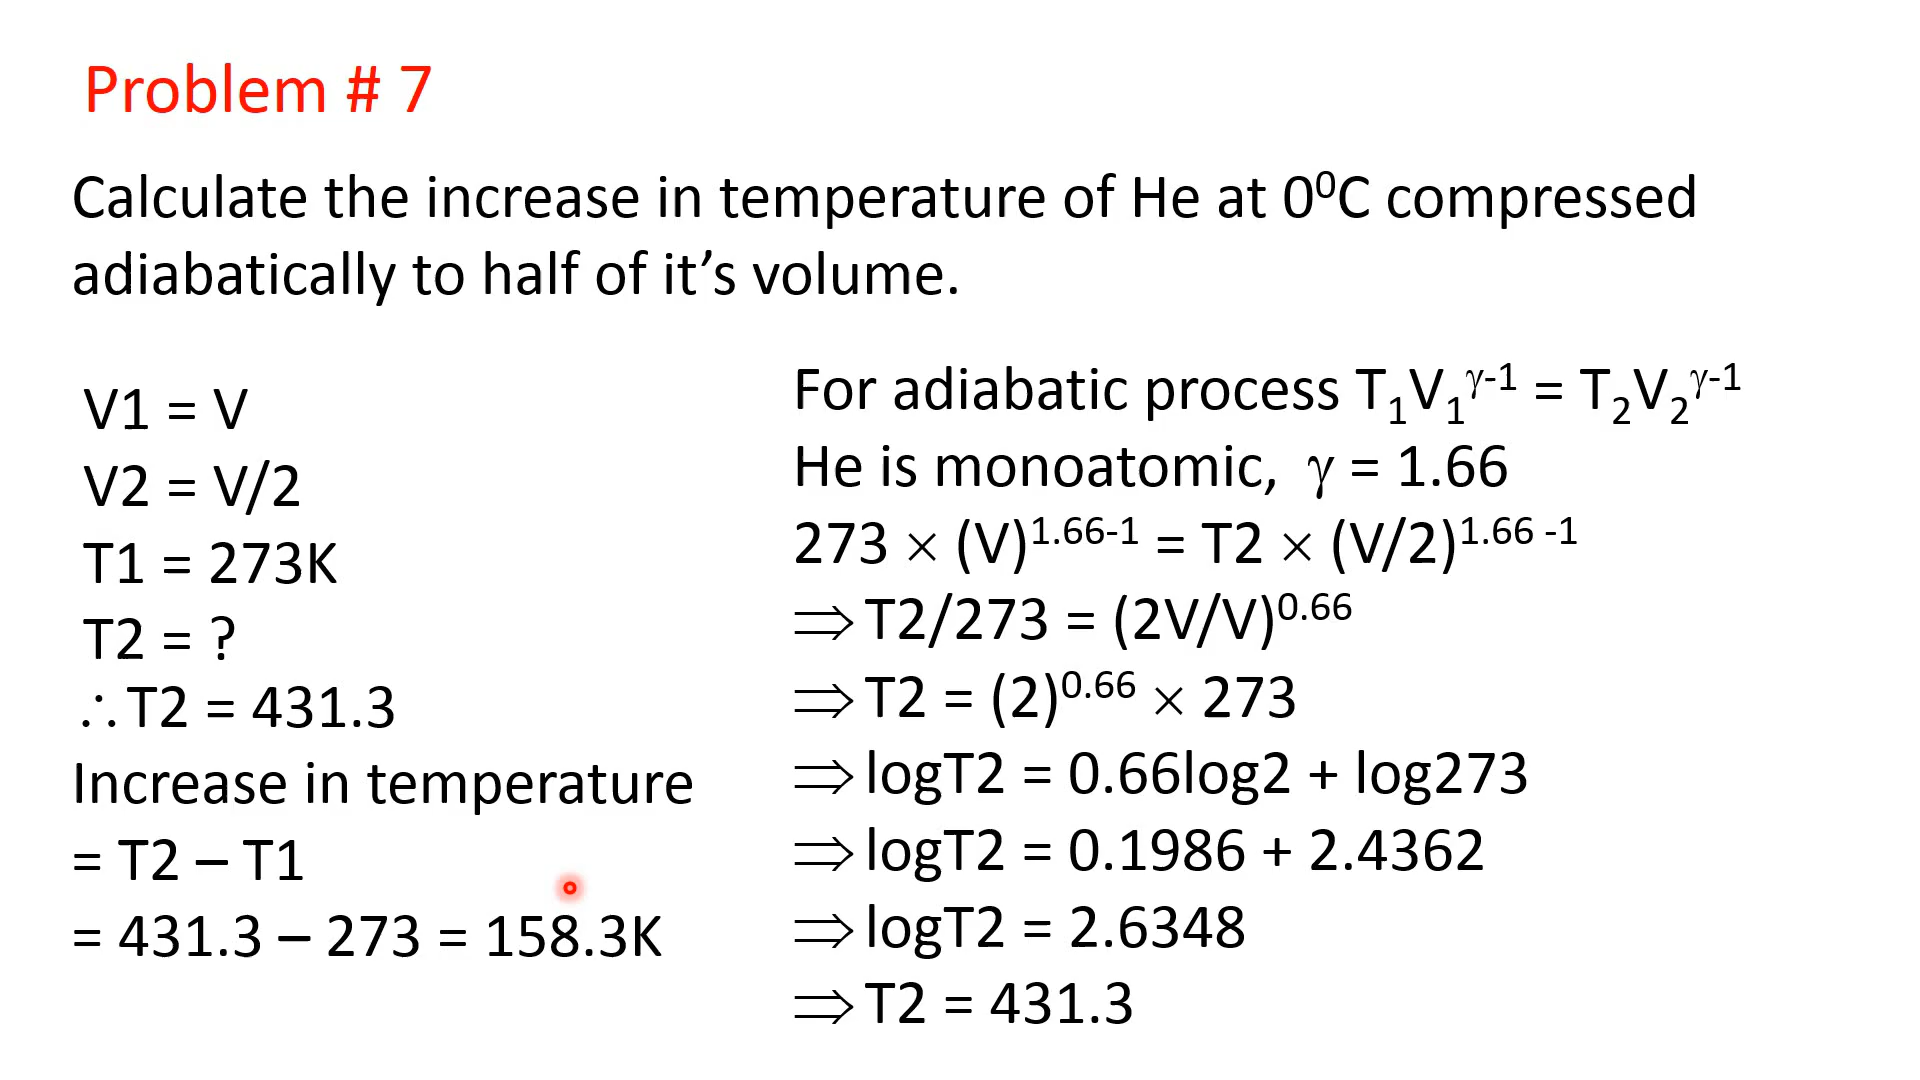 Problem # 7
Calculate the increase in temperature of He at 0⁰C compressed
adiabatically to half of it’s volume.
V1 = V
V2 = V/2
T1 = 273K
T2 = ?
∴ T2 = 431.3
Increase in temperature
= T2 – T1
= 431.3 – 273 = 158.3K
For adiabatic process T₁V₁^γ-1 = T₂V₂^γ-1
He is monoatomic, γ = 1.66
273 × (V)^1.66-1 = T2 × (V/2)^1.66 -1
⇒ T2/273 = (2V/V)^0.66
⇒ T2 = (2)^0.66 × 273
⇒ logT2 = 0.66log2 + log273
⇒ logT2 = 0.1986 + 2.4362
⇒ logT2 = 2.6348
⇒ T2 = 431.3